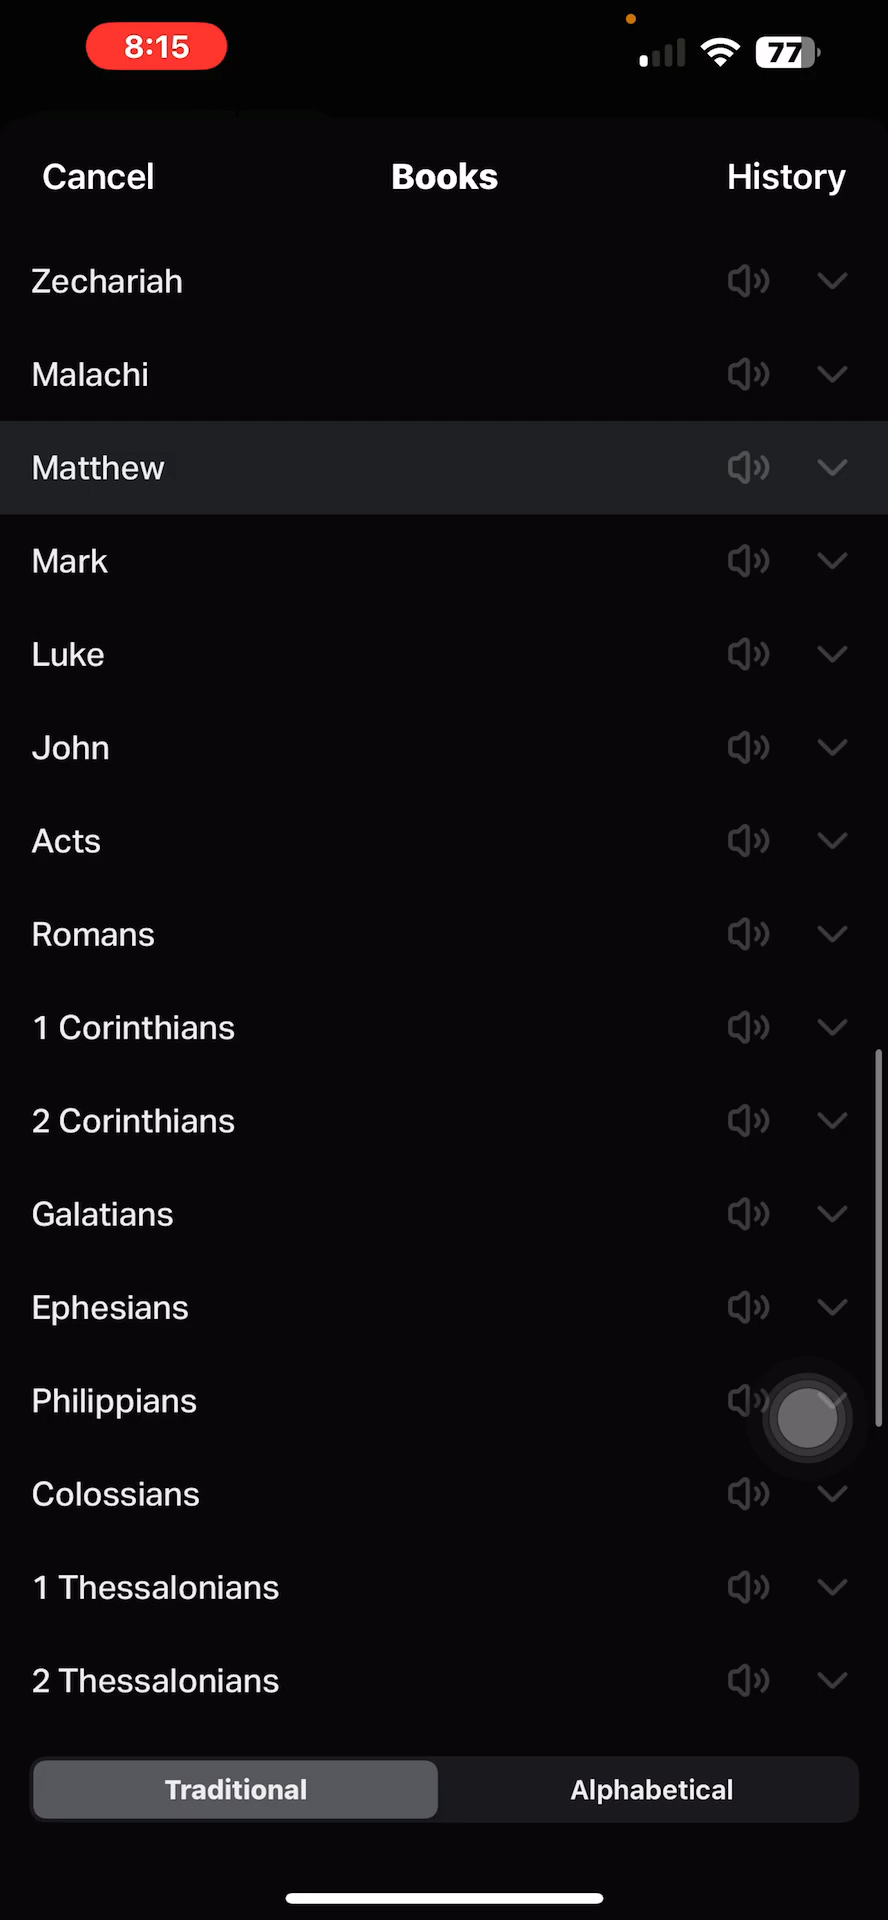 8:15
77
Cancel
Books
History
Zechariah
Malachi
Matthew
Mark
Luke
John
Acts
Romans
1 Corinthians
2 Corinthians
Galatians
Ephesians
Philippians
Colossians
1 Thessalonians
2 Thessalonians
Traditional
Alphabetical